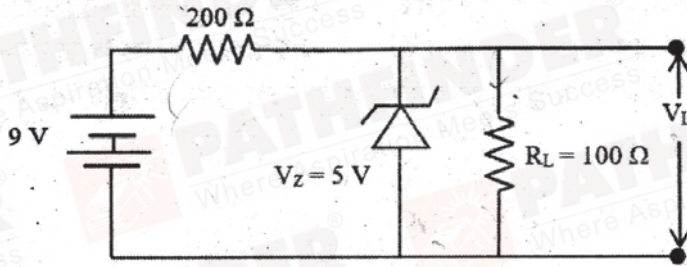 200 Ω
9 V
V_Z = 5 V
R_L = 100 Ω
V_L
PATHFINDER
Where Aspiration Meets Success